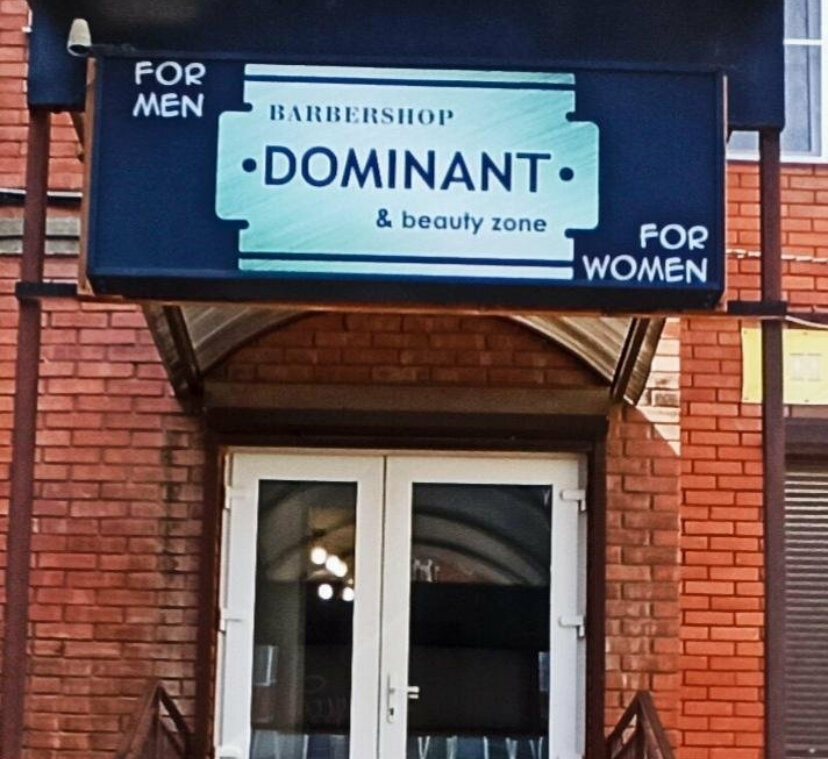 FOR
MEN
BARBERSHOP
•DOMINANT•
& beauty zone
FOR
WOMEN